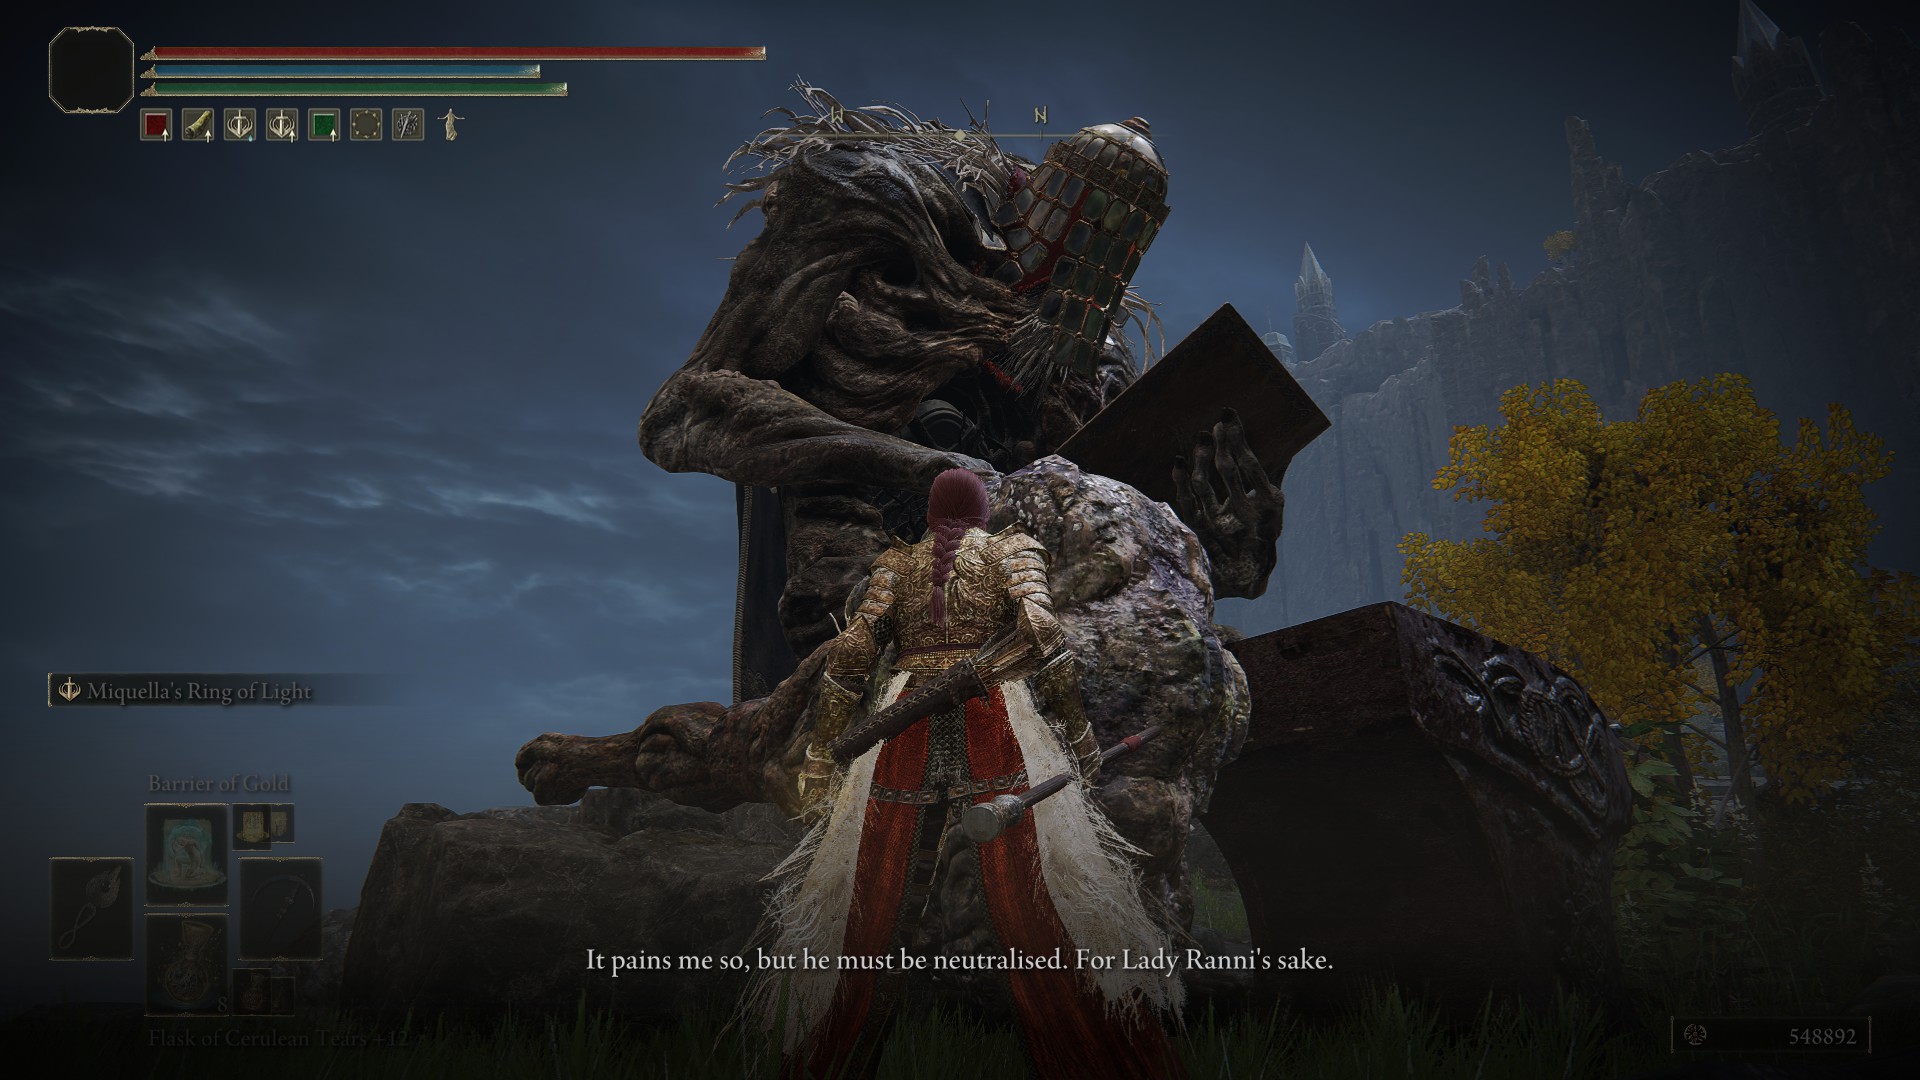 W
N
Miquella's Ring of Light
Barrier of Gold
8
It pains me so, but he must be neutralised. For Lady Ranni's sake.
Flask of Cerulean Tears +12
548892